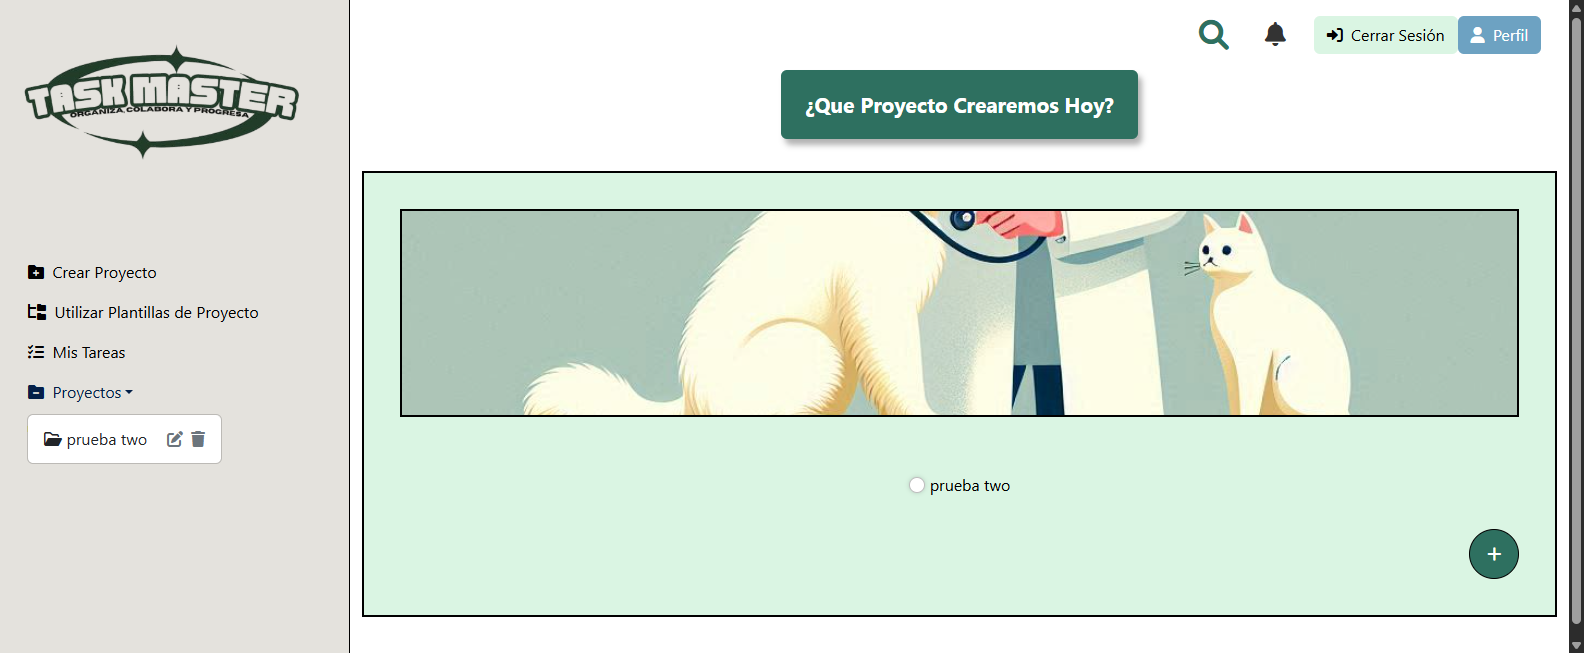 TASK MASTER
ORGANIZA, COLABORA Y PROGRESA
Crear Proyecto
Utilizar Plantillas de Proyecto
Mis Tareas
Proyectos
prueba two
Cerrar Sesión
Perfil
¿Que Proyecto Crearemos Hoy?
prueba two
+